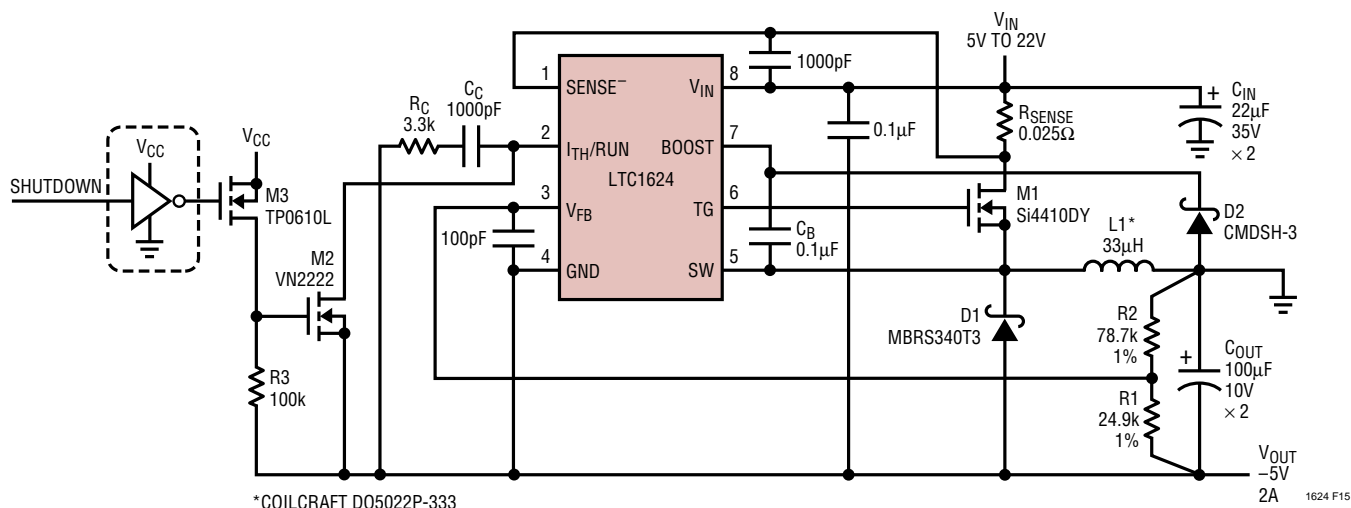 SHUTDOWN
V_CC
V_CC
M3
TP0610L
M2
VN2222
R3
100k
R_C
3.3k
C_C
1000pF
100pF
1
SENSE⁻
2
I_TH/RUN
3
V_FB
4
GND
LTC1624
8
V_IN
7
BOOST
6
TG
5
SW
1000pF
0.1µF
C_B
0.1µF
V_IN
5V TO 22V
R_SENSE
0.025Ω
C_IN
22µF
35V
× 2
+
M1
Si4410DY
D1
MBRS340T3
L1*
33µH
D2
CMDSH-3
R2
78.7k
1%
R1
24.9k
1%
+
C_OUT
100µF
10V
× 2
V_OUT
–5V
2A
*COILCRAFT DO5022P-333
1624 F15